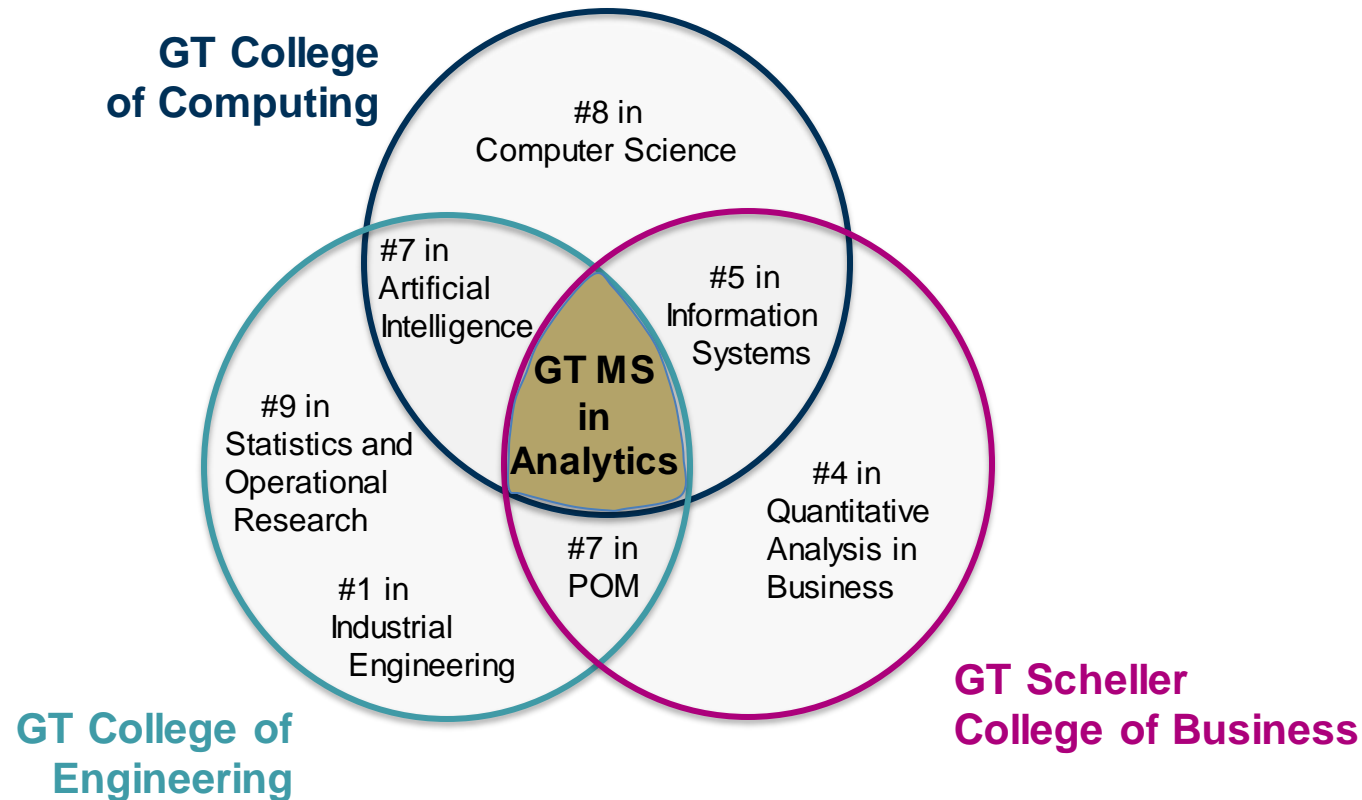 GT College
of Computing
#8 in
Computer Science
#7 in
Artificial
Intelligence
#5 in
Information
Systems
GT MS
in
Analytics
#9 in
Statistics and
Operational
Research
#4 in
Quantitative
Analysis in
Business
#7 in
POM
#1 in
Industrial
Engineering
GT Scheller
College of Business
GT College of
Engineering